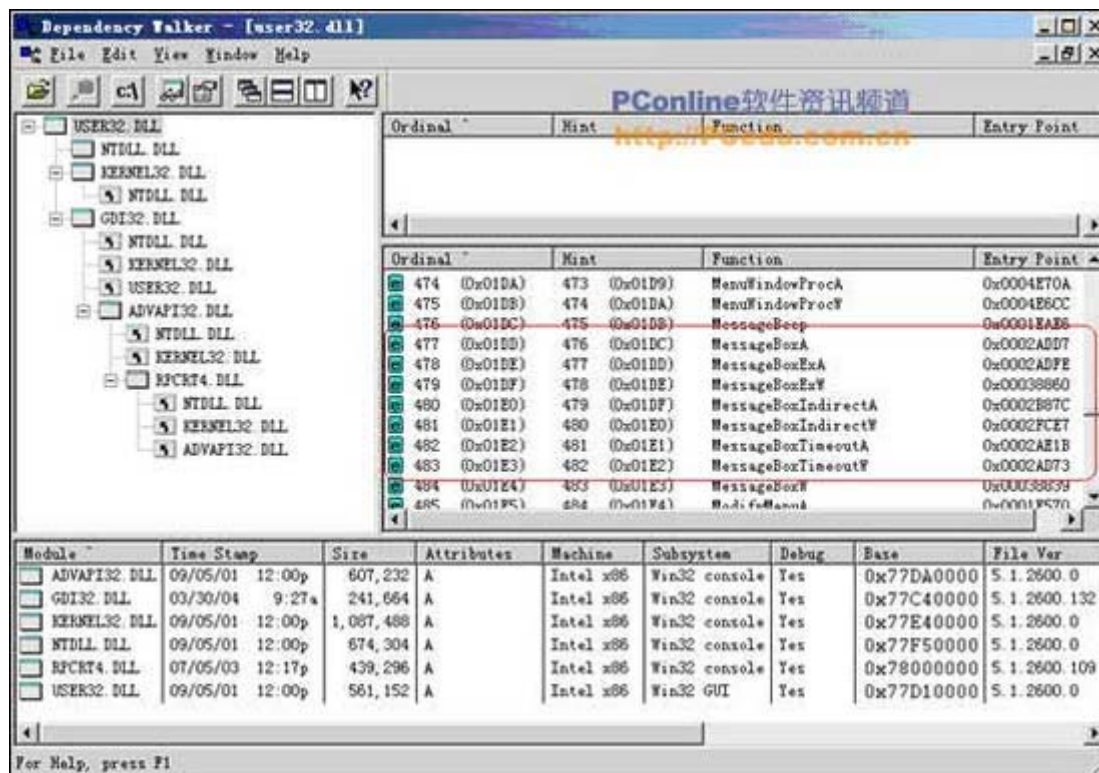 Dependency Walker - [user32.dll]
File Edit View Window Help
c:\
PConline软件资讯频道
USER32.DLL
NTDLL.DLL
KERNEL32.DLL
NTDLL.DLL
GDI32.DLL
NTDLL.DLL
KERNEL32.DLL
USER32.DLL
ADVAPI32.DLL
NTDLL.DLL
KERNEL32.DLL
RPCRT4.DLL
NTDLL.DLL
KERNEL32.DLL
ADVAPI32.DLL
Ordinal Hint Function Entry Point
Ordinal ^ Hint Function Entry Point
474 (0x01DA) 473 (0x01D9) MenuWindowProcA 0x0004E70A
475 (0x01DB) 474 (0x01DA) MenuWindowProcW 0x0004E6CC
476 (0x01DC) 475 (0x01DB) MessageBeep 0x0001EAE6
477 (0x01DD) 476 (0x01DC) MessageBoxA 0x0002ADD7
478 (0x01DE) 477 (0x01DD) MessageBoxExA 0x0002ADFE
479 (0x01DF) 478 (0x01DE) MessageBoxExW 0x00038860
480 (0x01E0) 479 (0x01DF) MessageBoxIndirectA 0x0002B87C
481 (0x01E1) 480 (0x01E0) MessageBoxIndirectW 0x0002FCE7
482 (0x01E2) 481 (0x01E1) MessageBoxTimeoutA 0x0002AE1B
483 (0x01E3) 482 (0x01E2) MessageBoxTimeoutW 0x0002AD73
484 (0x01E4) 483 (0x01E3) MessageBoxW 0x00038839
485 (0x01E5) 484 (0x01E4) ModifyMenuA 0x0001F570
Module ^ Time Stamp Size Attributes Machine Subsystem Debug Base File Ver
ADVAPI32.DLL 09/05/01 12:00p 607,232 A Intel x86 Win32 console Yes 0x77DA0000 5.1.2600.0
GDI32.DLL 03/30/04 9:27a 241,664 A Intel x86 Win32 console Yes 0x77C40000 5.1.2600.132
KERNEL32.DLL 09/05/01 12:00p 1,087,488 A Intel x86 Win32 console Yes 0x77E40000 5.1.2600.0
NTDLL.DLL 09/05/01 12:00p 674,304 A Intel x86 Win32 console Yes 0x77F50000 5.1.2600.0
RPCRT4.DLL 07/05/03 12:17p 439,296 A Intel x86 Win32 console Yes 0x78000000 5.1.2600.109
USER32.DLL 09/05/01 12:00p 561,152 A Intel x86 Win32 GUI Yes 0x77D10000 5.1.2600.0
For Help, press F1